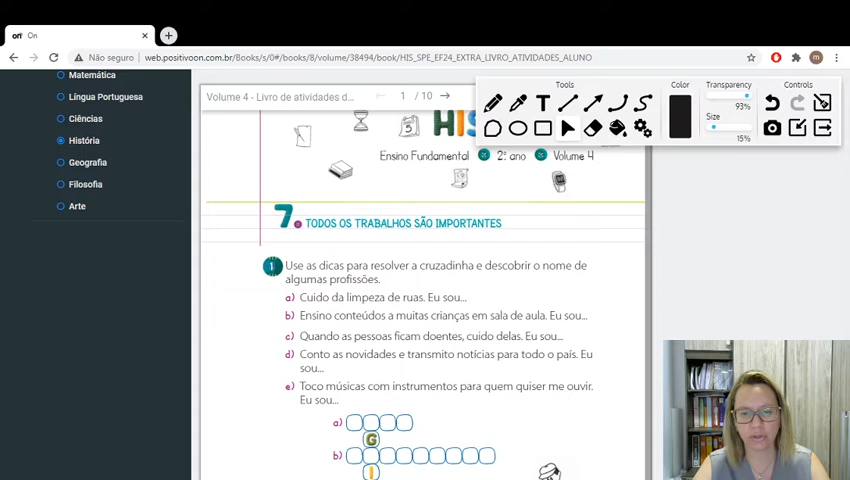 on On
Não seguro web.positivoon.com.br/Books/s/0#/books/8/volume/38494/book/HIS_SPE_EF24_EXTRA_LIVRO_ATIVIDADES_ALUNO
m
Matemática
Língua Portuguesa
Ciências
História
Geografia
Filosofia
Arte
Volume 4 - Livro de atividades d...
1 / 10
Tools
Color
Transparency
93%
Size
15%
Controls
5
HIS
Ensino Fundamental 2º ano Volume 4
7 TODOS OS TRABALHOS SÃO IMPORTANTES
1 Use as dicas para resolver a cruzadinha e descobrir o nome de
algumas profissões.
a) Cuido da limpeza de ruas. Eu sou...
b) Ensino conteúdos a muitas crianças em sala de aula. Eu sou...
c) Quando as pessoas ficam doentes, cuido delas. Eu sou...
d) Conto as novidades e transmito notícias para todo o país. Eu
sou...
e) Toco músicas com instrumentos para quem quiser me ouvir.
Eu sou...
a)
G
b)
I